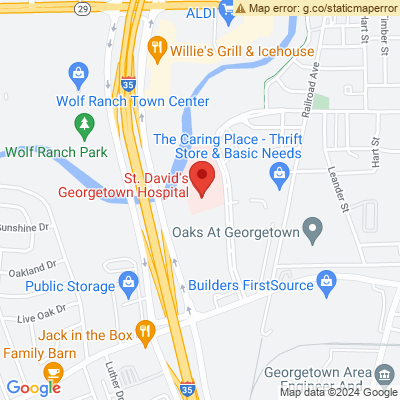 ALDI
Map error: g.co/staticmaperror
29
Willie's Grill & Icehouse
Hart St
Timber St
Railroad Ave
35
Wolf Ranch Town Center
Wolf Ranch Park
The Caring Place - Thrift
Store & Basic Needs
Hart St
St. David's
Georgetown Hospital
Leander St
Sunshine Dr
Oaks At Georgetown
Oakland Dr
Public Storage
Builders FirstSource
Live Oak Dr
Jack in the Box
Family Barn
Luther Dr
35
Georgetown Area
Engineer And
Google
Map data ©2024 Google